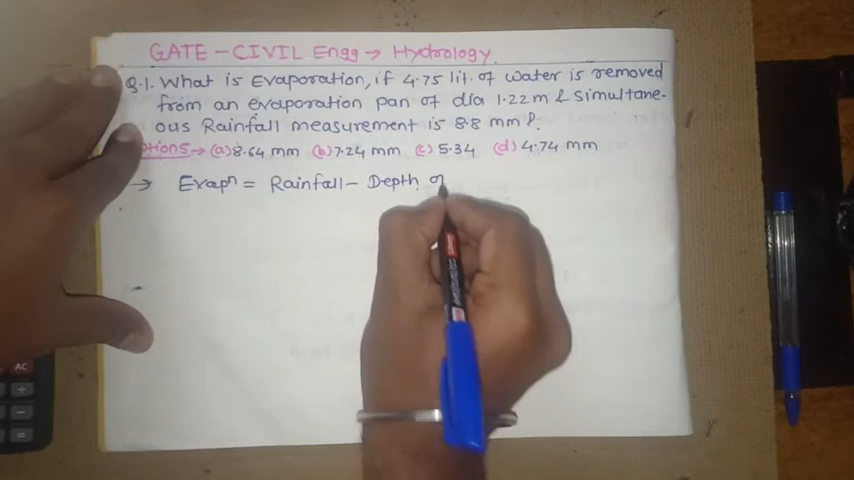 GATE - CIVIL Engg → Hydrology
Q.1. What is Evaporation, if 4.75 lit. of water is removed
from an evaporation pan of dia 1.22m & Simultane-
ous Rainfall measurement is 8.8 mm?
(a) 8.64 mm (b) 7.24 mm (c) 5.34 (d) 4.74 mm
→ Evapⁿ = Rainfall - Depth of
AC